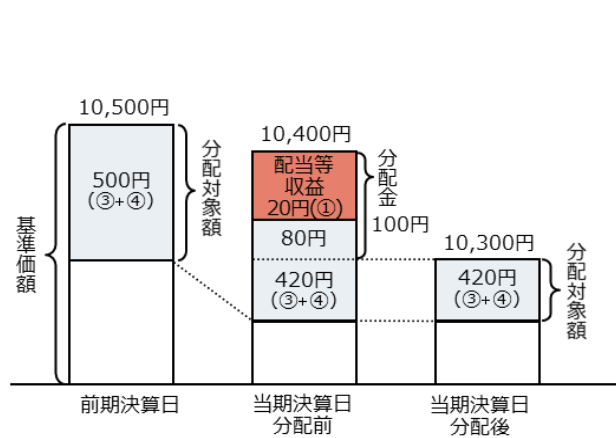 10,500円
500円
(③+④)
分配対象額
基準価額
前期決算日
10,400円
配当等
収益
20円(①)
80円
420円
(③+④)
分配金
100円
当期決算日
分配前
10,300円
420円
(③+④)
分配対象額
当期決算日
分配後